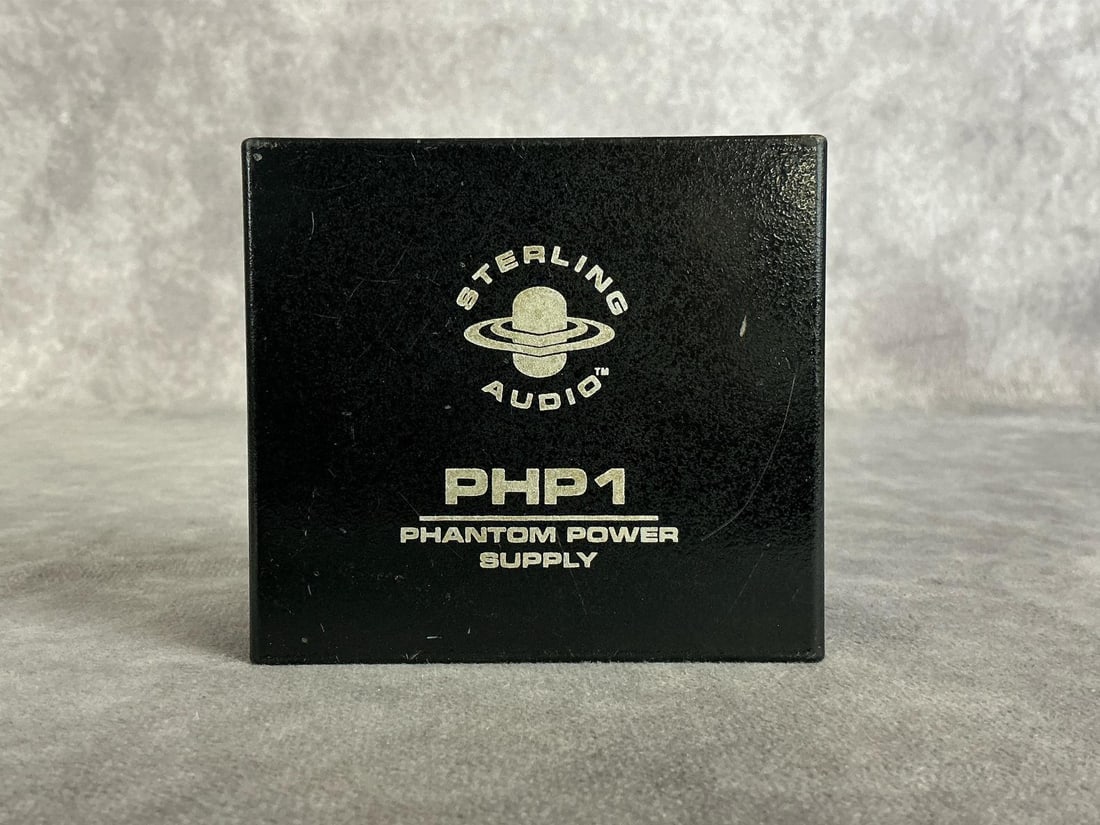 STERLING
AUDIO™
PHP1
PHANTOM POWER
SUPPLY